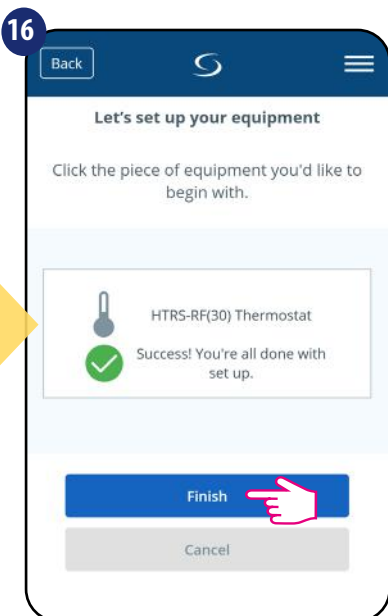 16
Back
Let's set up your equipment
Click the piece of equipment you'd like to
begin with.
HTRS-RF(30) Thermostat
Success! You're all done with
set up.
Finish
Cancel